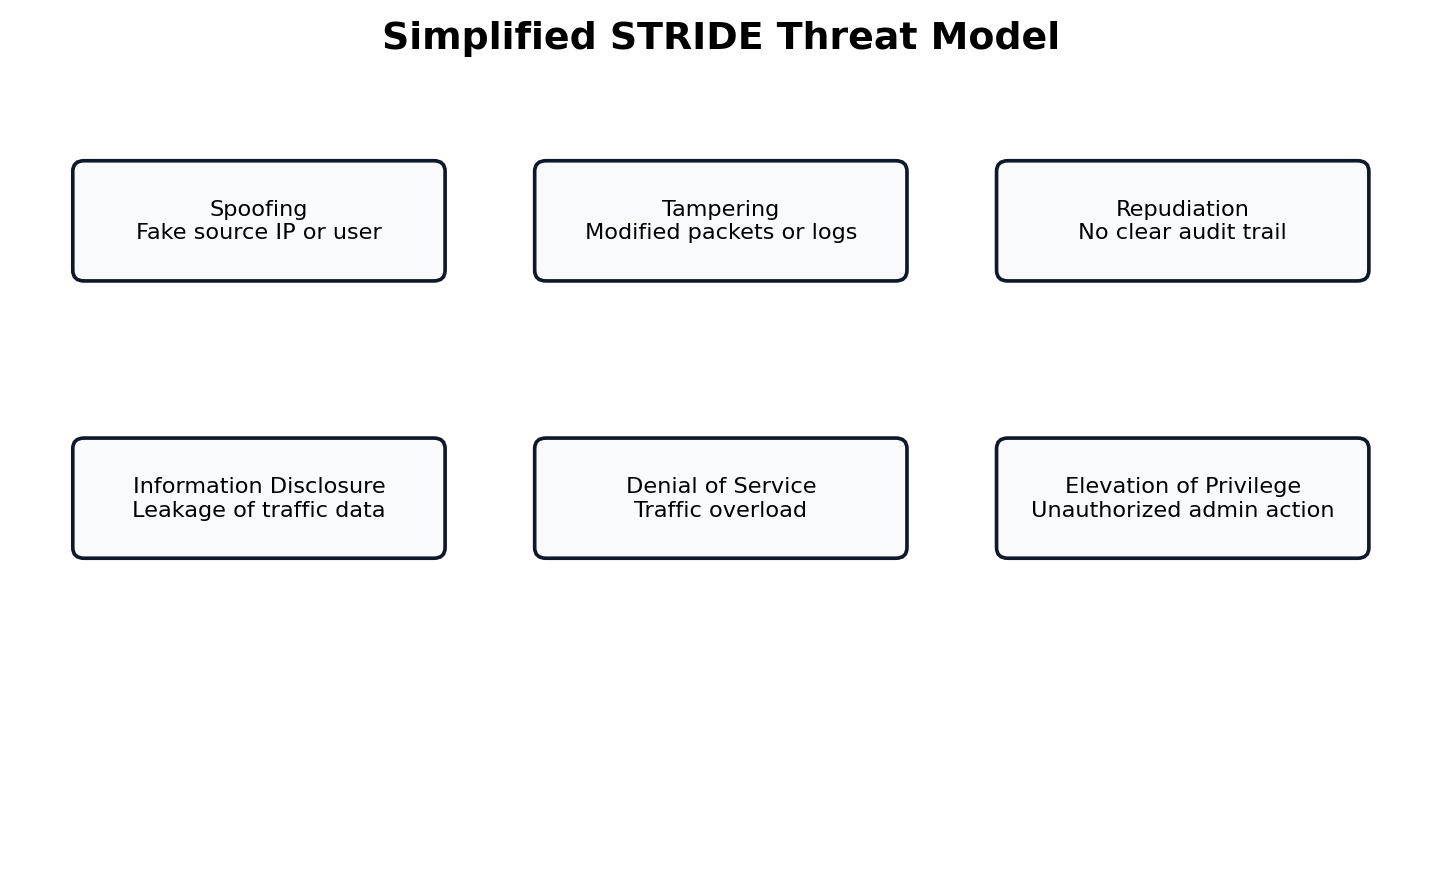 Simplified STRIDE Threat Model
Spoofing
Fake source IP or user
Tampering
Modified packets or logs
Repudiation
No clear audit trail
Information Disclosure
Leakage of traffic data
Denial of Service
Traffic overload
Elevation of Privilege
Unauthorized admin action